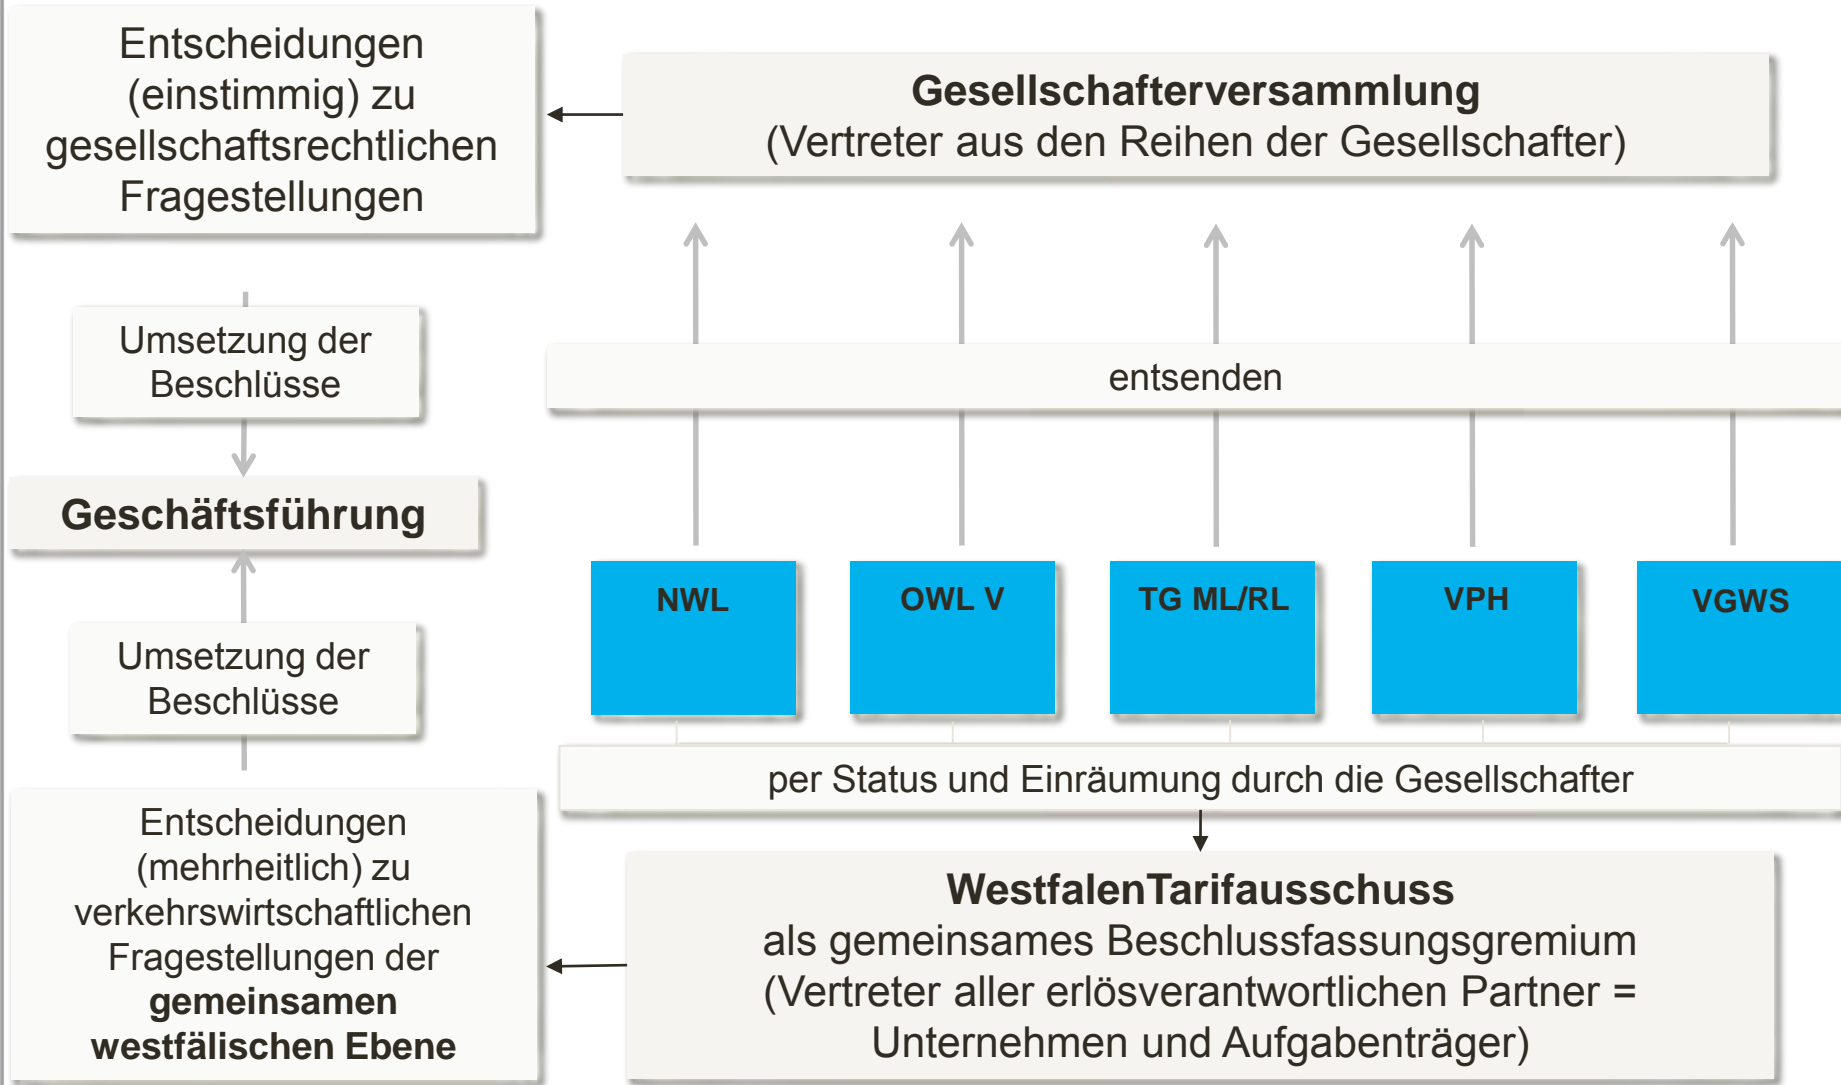 Entscheidungen
(einstimmig) zu
gesellschaftsrechtlichen
Fragestellungen
Gesellschafterversammlung
(Vertreter aus den Reihen der Gesellschafter)
Umsetzung der
Beschlüsse
entsenden
Geschäftsführung
NWL
OWL V
TG ML/RL
VPH
VGWS
Umsetzung der
Beschlüsse
per Status und Einräumung durch die Gesellschafter
Entscheidungen
(mehrheitlich) zu
verkehrswirtschaftlichen
Fragestellungen der
gemeinsamen
westfälischen Ebene
WestfalenTarifausschuss
als gemeinsames Beschlussfassungsgremium
(Vertreter aller erlösverantwortlichen Partner =
Unternehmen und Aufgabenträger)